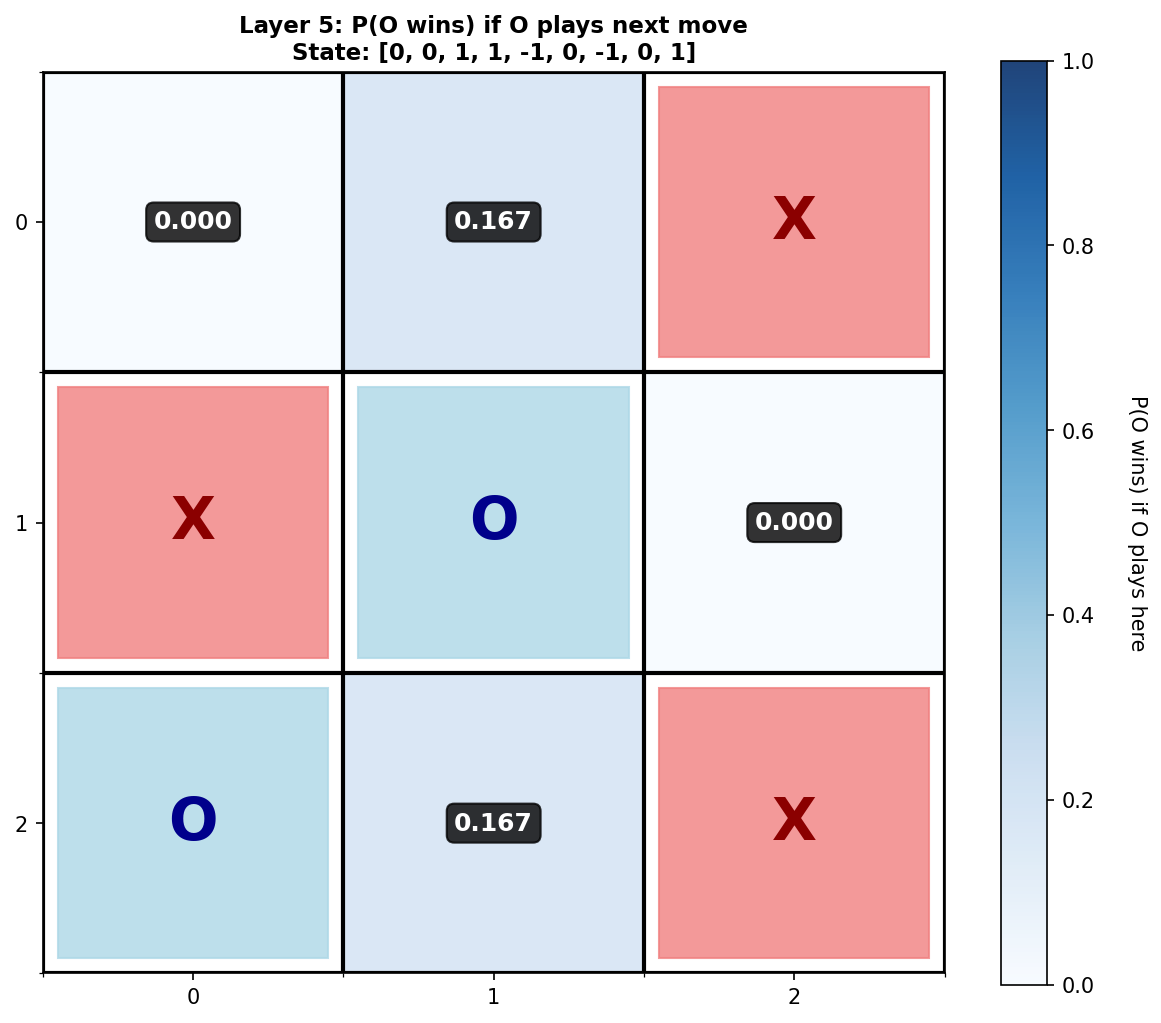 Layer 5: P(O wins) if O plays next move
State: [0, 0, 1, 1, -1, 0, -1, 0, 1]
0
0.000
0.167
X
1
X
O
0.000
2
O
0.167
X
0
1
2
1.0
0.8
0.6
0.4
0.2
0.0
P(O wins) if O plays here